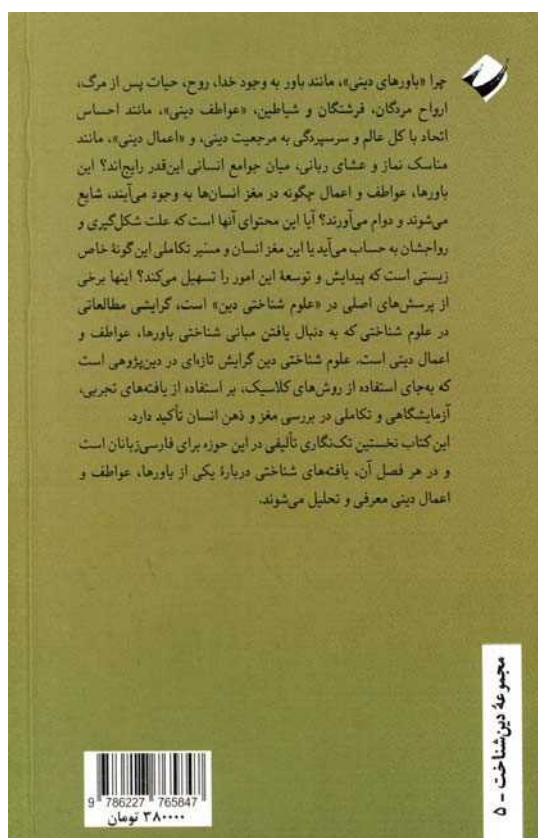 چرا «باورهای دینی»، مانند باور به وجود خدا، روح، حیات پس از مرگ،
ارواح مردگان، فرشتگان و شیاطین، «عواطف دینی»، مانند احساس
اتحاد با کل عالم و سرسپردگی به مرجعیت دینی، و «اعمال دینی»، مانند
مناسک نماز و عشای ربانی، میان جوامع انسانی این‌قدر رایج‌اند؟ این
باورها، عواطف و اعمال چگونه در مغز انسان‌ها به وجود می‌آیند، شایع
می‌شوند و دوام می‌آورند؟ آیا این محتوای آنها است که علت شکل‌گیری و
رواجشان به حساب می‌آید یا این مغز انسان و مسیر تکاملی این گونهٔ خاص
زیستی است که پیدایش و توسعهٔ این امور را تسهیل می‌کند؟ اینها برخی
از پرسش‌های اصلی در «علوم شناختی دین» است، گرایشی مطالعاتی
در علوم شناختی که به دنبال یافتن مبانی شناختی باورها، عواطف و
اعمال دینی است. علوم شناختی دین گرایش تازه‌ای در دین‌پژوهی است
که به‌جای استفاده از روش‌های کلاسیک، بر استفاده از یافته‌های تجربی،
آزمایشگاهی و تکاملی در بررسی مغز و ذهن انسان تأکید دارد.
این کتاب نخستین تک‌نگاری تألیفی در این حوزه برای فارسی‌زبانان است
و در هر فصل آن، یافته‌های شناختی دربارهٔ یکی از باورها، عواطف و
اعمال دینی معرفی و تحلیل می‌شوند.
مجموعهٔ دین‌شناخت - ۵
9 786227 765847
۳۸۰۰۰۰ تومان